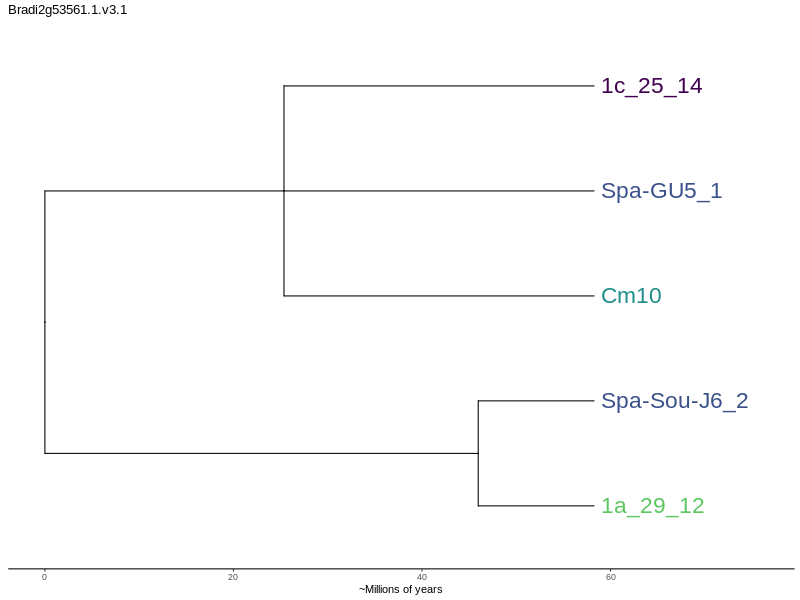 Bradi2g53561.1.v3.1
1c_25_14
Spa-GU5_1
Cm10
Spa-Sou-J6_2
1a_29_12
0 20 40 60
~Millions of years